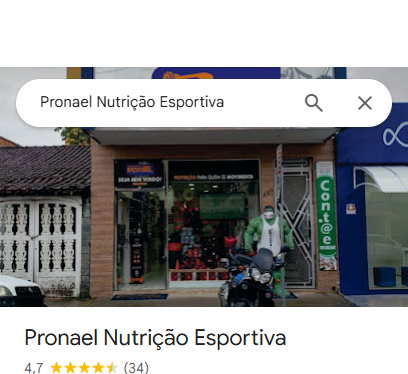 Pronael Nutrição Esportiva
SEJA BEM VINDO!
NUTRIÇÃO PARA QUEM SE MOVIMENTA
Cont@e
Pronael Nutrição Esportiva
4,7 (34)